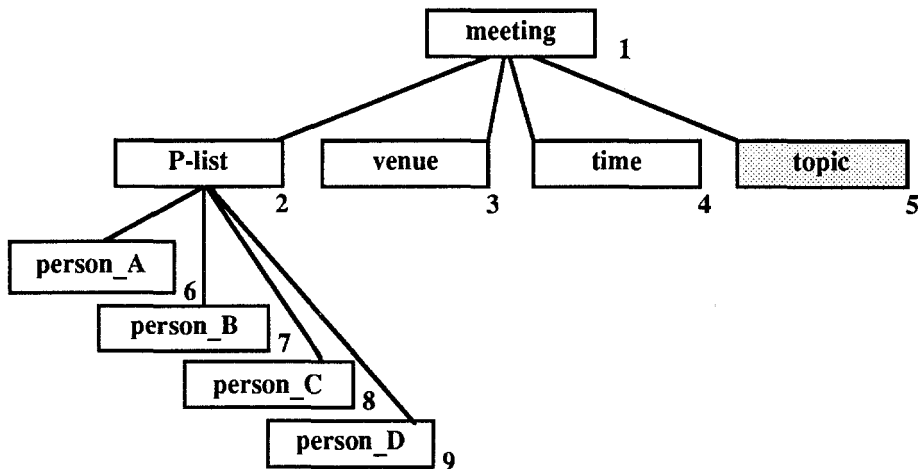 meeting
1
P-list
venue
time
topic
2
3
4
5
person_A
6
person_B
7
person_C
8
person_D
9